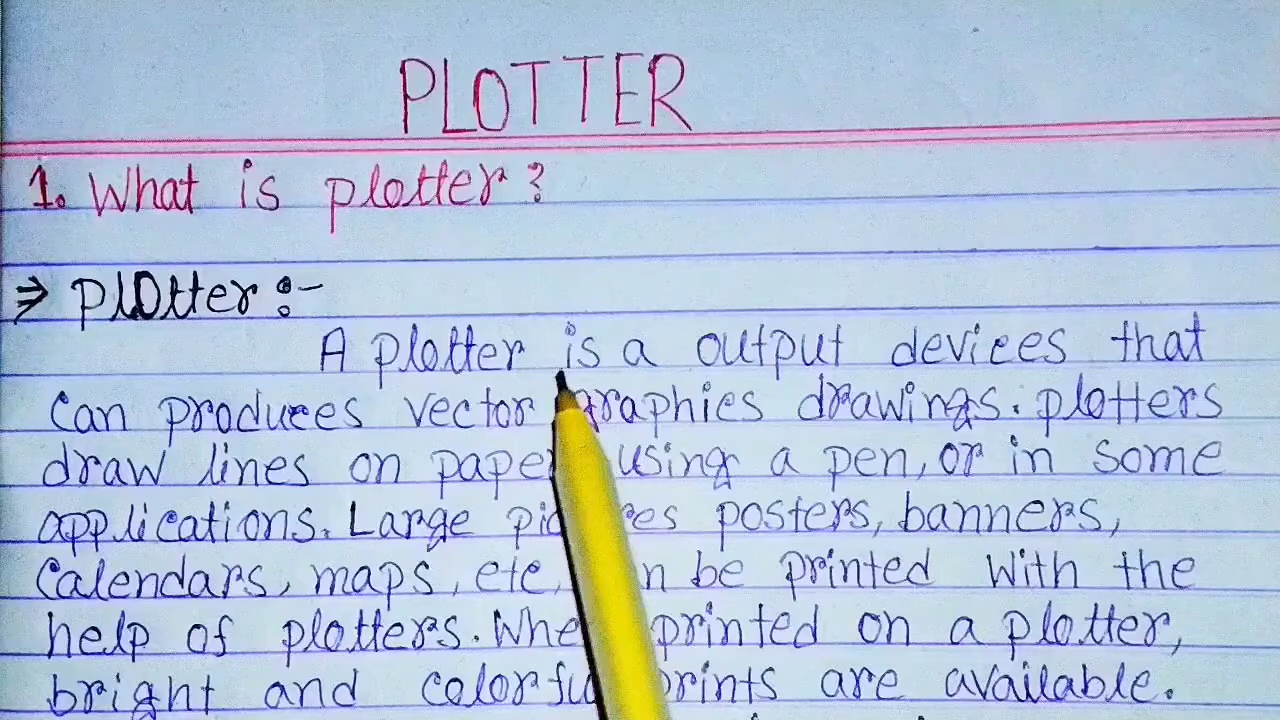 PLOTTER
1. What is plotter?
⇒ Plotter:-
A plotter is a output devices that
can produces vector graphics drawings. plotters
draw lines on paper using a pen, or in some
applications. Large posters, banners,
Calendars, maps, etc, be printed with the
help of plotters. printed on a plotter,
bright and prints are available.